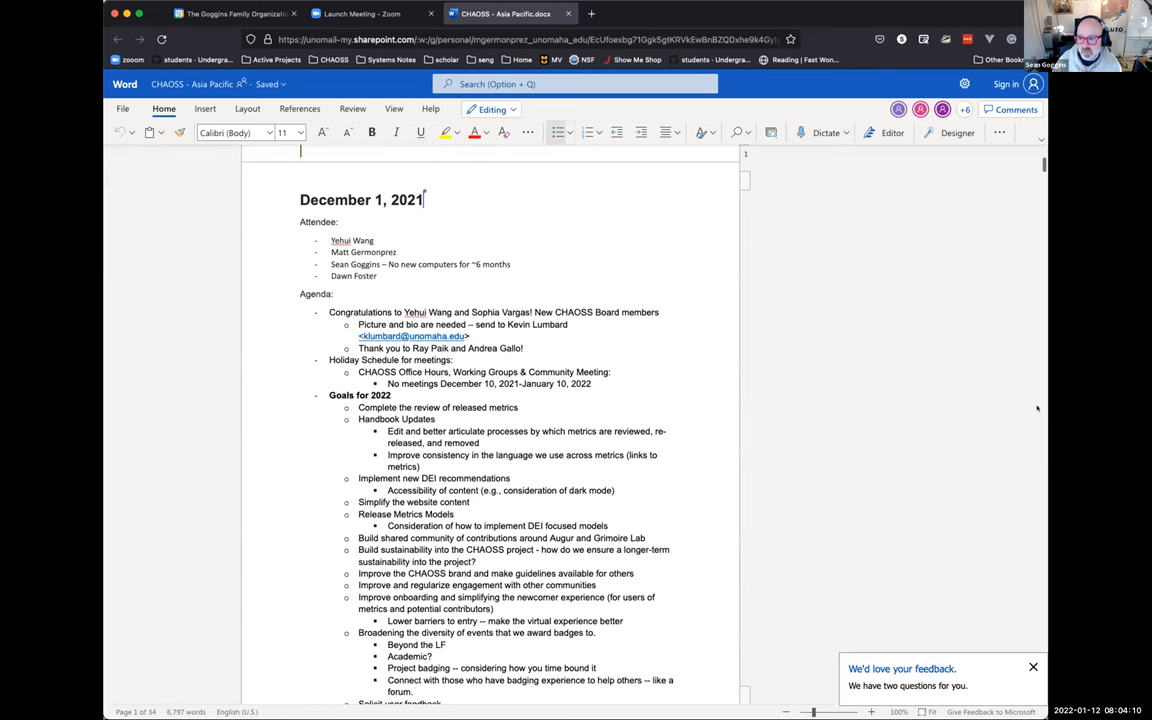 The Goggins Family Organizatio
Launch Meeting - Zoom
CHAOSS - Asia Pacific.docx
https://unomail-my.sharepoint.com/:w:/g/personal/mgermonprez_unomaha_edu/
zooom
students - Undergra...
Active Projects
CHAOSS
Systems Notes
scholar
seng
Home
MV
NSF
Show Me Shop
students - Undergra...
Reading | Fast Won...
Other Book
Sean Goggins
Word
CHAOSS - Asia Pacific
- Saved
Search (Option + Q)
Sign in
File
Home
Insert
Layout
References
Review
View
Help
Editing
+6
Comments
Calibri (Body)
11
Dictate
Editor
Designer
1
December 1, 2021
Attendee:
- Yehui Wang
- Matt Germonprez
- Sean Goggins – No new computers for ~6 months
- Dawn Foster
Agenda:
- Congratulations to Yehui Wang and Sophia Vargas! New CHAOSS Board members
o Picture and bio are needed – send to Kevin Lumbard
<klumbard@unomaha.edu>
o Thank you to Ray Paik and Andrea Gallo!
- Holiday Schedule for meetings:
o CHAOSS Office Hours, Working Groups & Community Meeting:
▪ No meetings December 10, 2021-January 10, 2022
- Goals for 2022
o Complete the review of released metrics
o Handbook Updates
▪ Edit and better articulate processes by which metrics are reviewed, re-
released, and removed
▪ Improve consistency in the language we use across metrics (links to
metrics)
o Implement new DEI recommendations
▪ Accessibility of content (e.g., consideration of dark mode)
o Simplify the website content
o Release Metrics Models
▪ Consideration of how to implement DEI focused models
o Build shared community of contributions around Augur and Grimoire Lab
o Build sustainability into the CHAOSS project - how do we ensure a longer-term
sustainability into the project?
o Improve the CHAOSS brand and make guidelines available for others
o Improve and regularize engagement with other communities
o Improve onboarding and simplifying the newcomer experience (for users of
metrics and potential contributors)
▪ Lower barriers to entry -- make the virtual experience better
o Broadening the diversity of events that we award badges to.
▪ Beyond the LF
▪ Academic?
▪ Project badging -- considering how you time bound it
▪ Connect with those who have badging experience to help others -- like a
forum.
o Solicit user feedback
We'd love your feedback.
We have two questions for you.
Page 1 of 34
6,797 words
English (U.S.)
100%
Fit
Give Feedback to Microsoft
2022-01-12 08:04:10